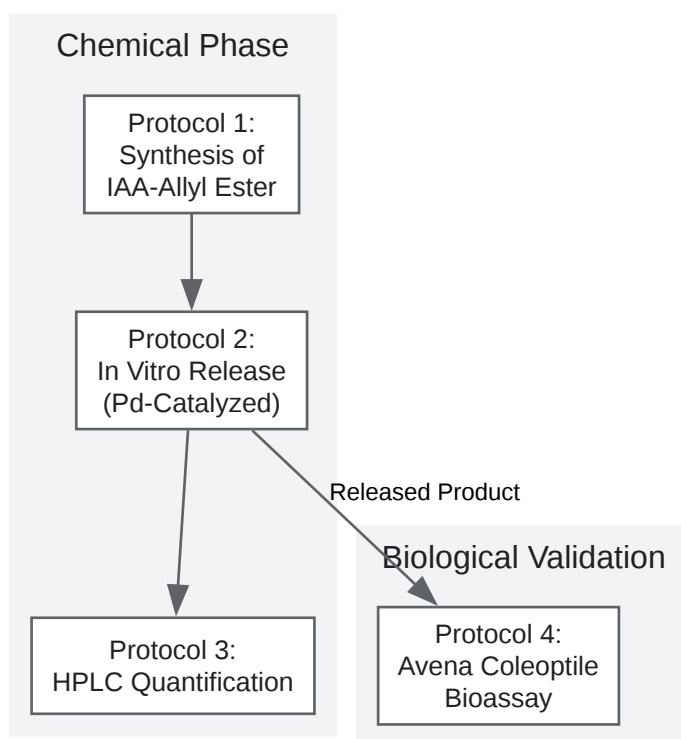 Chemical Phase
Protocol 1:
Synthesis of
IAA-Allyl Ester
Protocol 2:
In Vitro Release
(Pd-Catalyzed)
Released Product
Biological Validation
Protocol 3:
HPLC Quantification
Protocol 4:
Avena Coleoptile
Bioassay